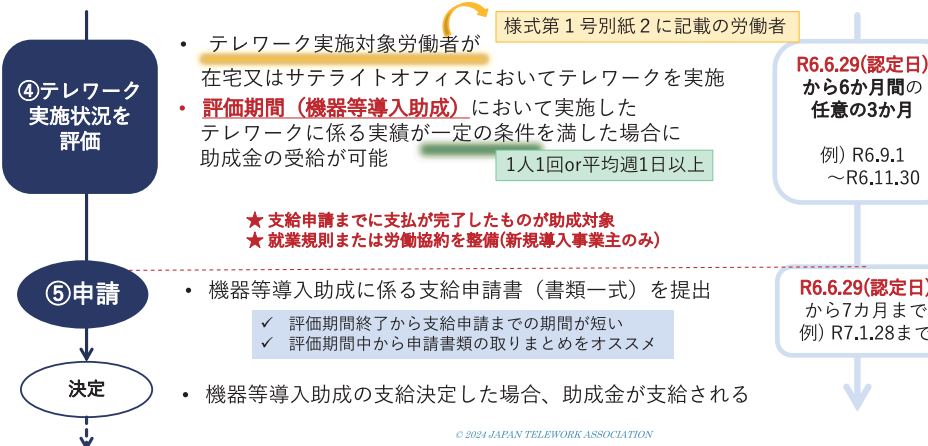 様式第1号別紙2に記載の労働者
④テレワーク
実施状況を
評価
• テレワーク実施対象労働者が
在宅又はサテライトオフィスにおいてテレワークを実施
• 評価期間（機器等導入助成）において実施した
テレワークに係る実績が一定の条件を満した場合に
助成金の受給が可能
1人1回or平均週1日以上
R6.6.29(認定日)
から6か月間の
任意の3か月
例) R6.9.1
～R6.11.30
★ 支給申請までに支払が完了したものが助成対象
★ 就業規則または労働協約を整備(新規導入事業主のみ)
⑤申請
• 機器等導入助成に係る支給申請書（書類一式）を提出
✓ 評価期間終了から支給申請までの期間が短い
✓ 評価期間中から申請書類の取りまとめをオススメ
R6.6.29(認定日)
から7カ月まで
例) R7.1.28まで
決定
• 機器等導入助成の支給決定した場合、助成金が支給される
© 2024 JAPAN TELEWORK ASSOCIATION